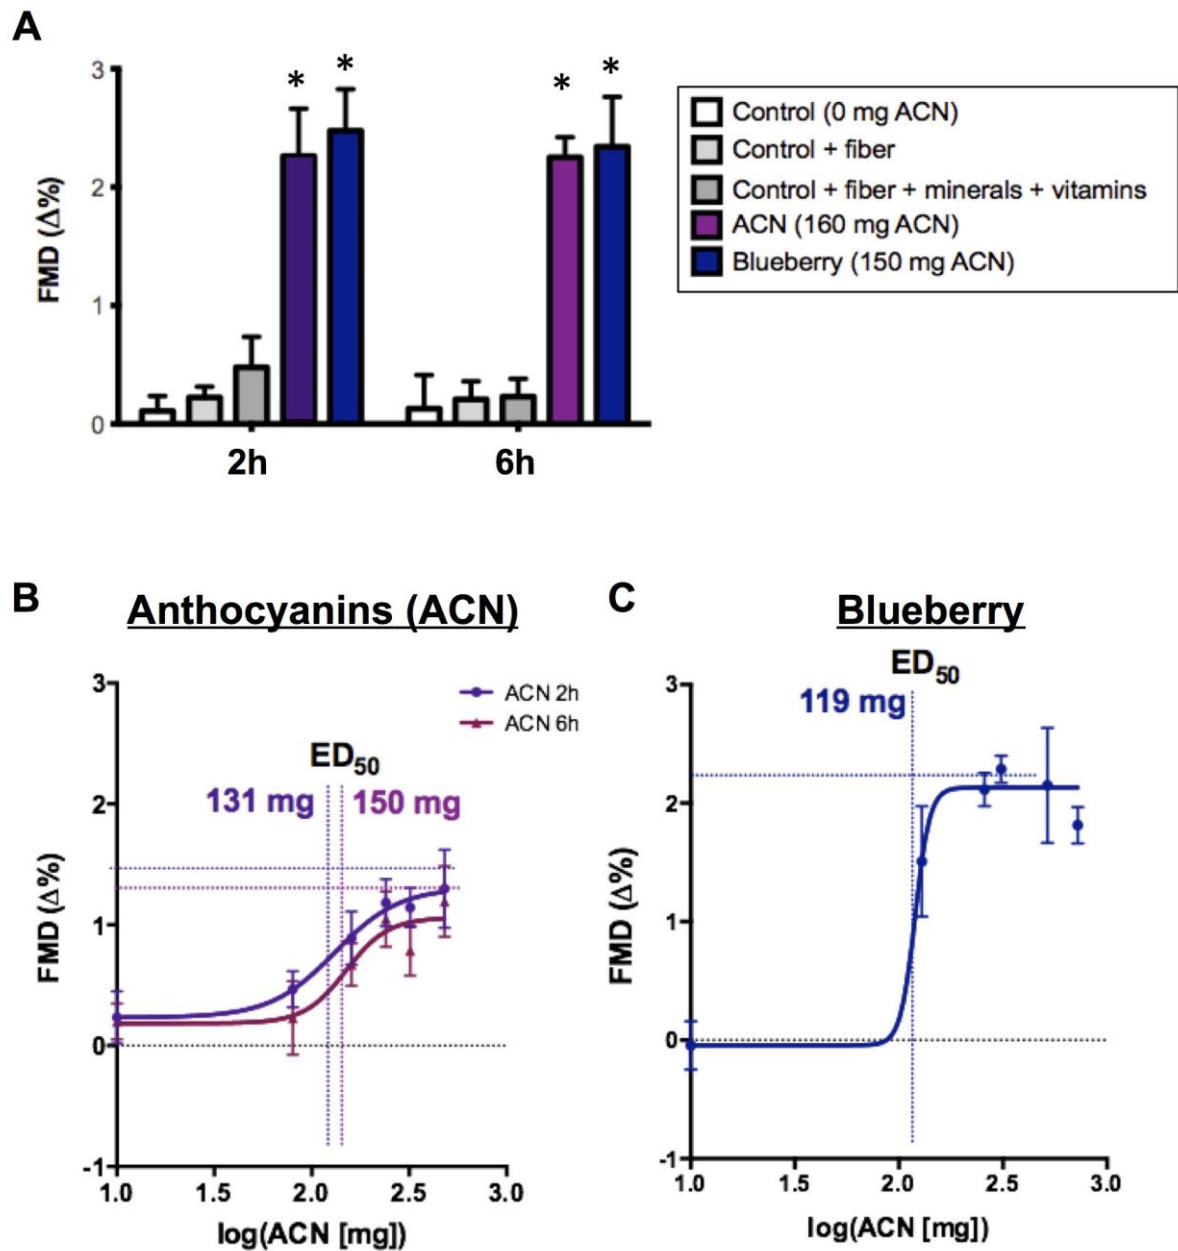 A
* * * *
3
2
1
0
FMD (Δ%)
2h 6h
Control (0 mg ACN)
Control + fiber
Control + fiber + minerals + vitamins
ACN (160 mg ACN)
Blueberry (150 mg ACN)
B
Anthocyanins (ACN)
ACN 2h
ACN 6h
ED50
131 mg 150 mg
3
2
1
0
-1
FMD (Δ%)
1.0 1.5 2.0 2.5 3.0
log(ACN [mg])
C
Blueberry
ED50
119 mg
3
2
1
0
-1
FMD (Δ%)
1.0 1.5 2.0 2.5 3.0
log(ACN [mg])